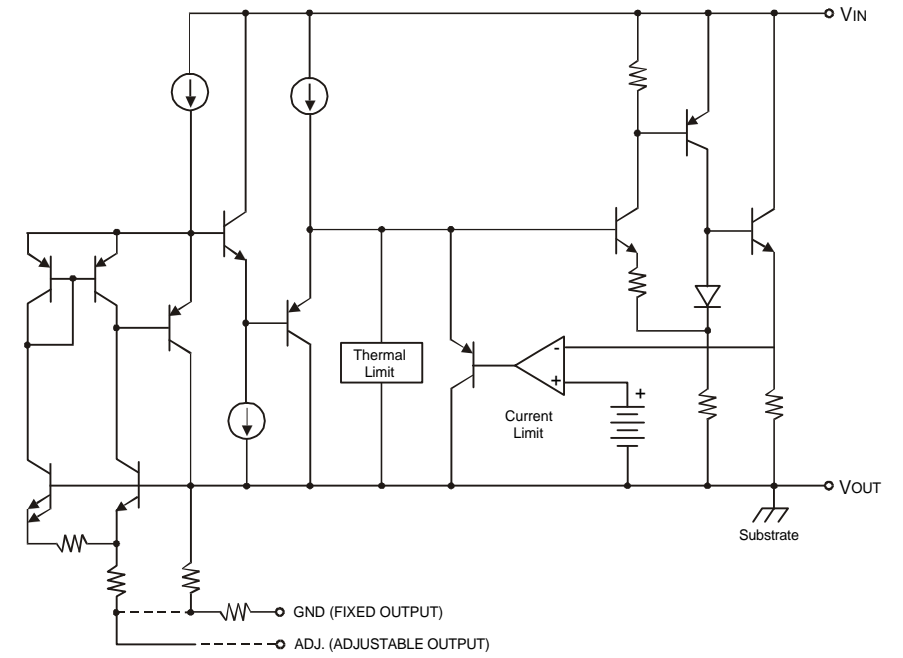 VIN
Thermal
Limit
-
+
+
Current
Limit
VOUT
Substrate
GND (FIXED OUTPUT)
ADJ. (ADJUSTABLE OUTPUT)